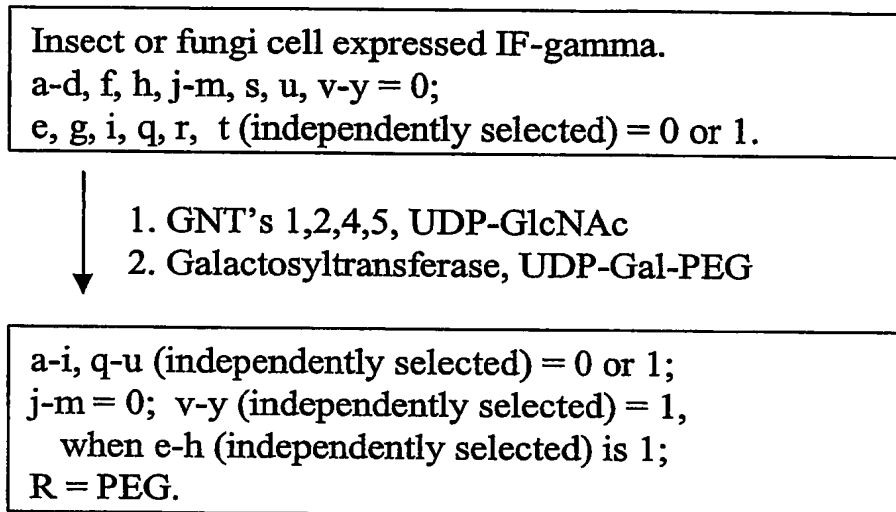 Insect or fungi cell expressed IF-gamma.
a-d, f, h, j-m, s, u, v-y = 0;
e, g, i, q, r, t (independently selected) = 0 or 1.
1. GNT's 1,2,4,5, UDP-GlcNAc
2. Galactosyltransferase, UDP-Gal-PEG
a-i, q-u (independently selected) = 0 or 1;
j-m = 0; v-y (independently selected) = 1,
when e-h (independently selected) is 1;
R = PEG.